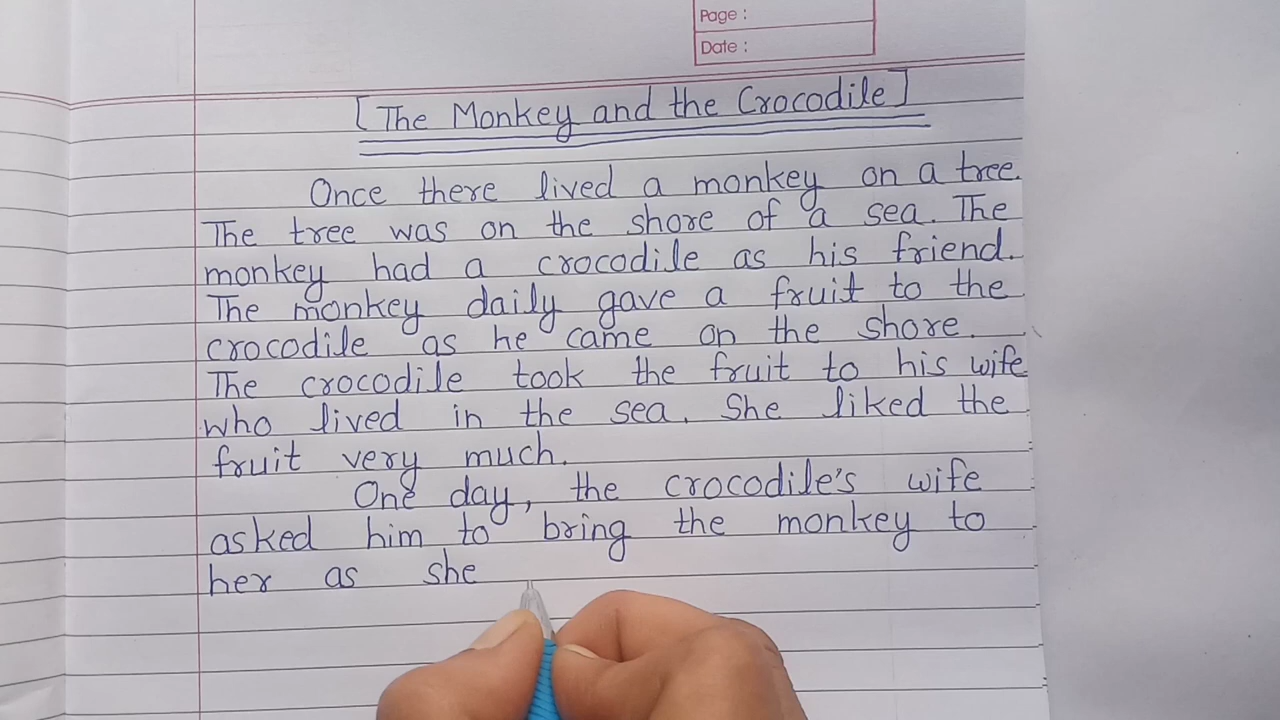 Page :
Date :
[The Monkey and the Crocodile]
Once there lived a monkey on a tree.
The tree was on the shore of a sea. The
monkey had a crocodile as his friend.
The monkey daily gave a fruit to the
crocodile as he came on the shore.
The crocodile took the fruit to his wife
who lived in the sea. She liked the
fruit very much.
One day, the crocodile's wife
asked him to bring the monkey to
her as she